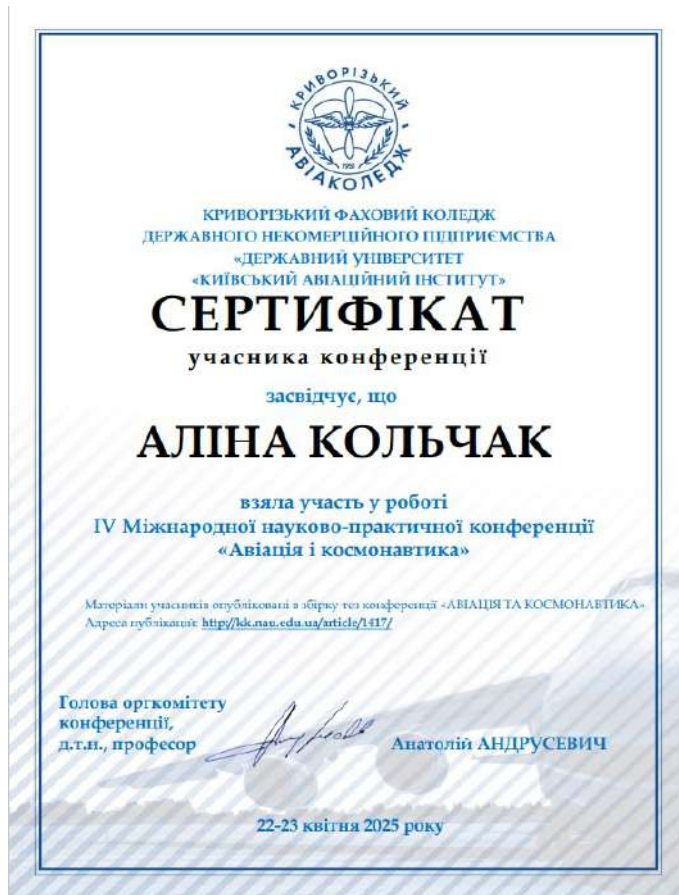 КРИВОРІЗЬКИЙ
АВІАКОЛЕДЖ
1951
КРИВОРІЗЬКИЙ ФАХОВИЙ КОЛЕДЖ
ДЕРЖАВНОГО НЕКОМЕРЦІЙНОГО ПІДПРИЄМСТВА
«ДЕРЖАВНИЙ УНІВЕРСИТЕТ
«КИЇВСЬКИЙ АВІАЦІЙНИЙ ІНСТИТУТ»
СЕРТИФІКАТ
учасника конференції
засвідчує, що
АЛІНА КОЛЬЧАК
взяла участь у роботі
IV Міжнародної науково-практичної конференції
«Авіація і космонавтика»
Матеріали учасників опубліковані в збірку тез конференції «АВІАЦІЯ ТА КОСМОНАВТИКА»
Адреса публікацій: http://kk.nau.edu.ua/article/1417/
Голова оргкомітету
конференції,
д.т.н., професор
Анатолій АНДРУСЕВИЧ
22-23 квітня 2025 року